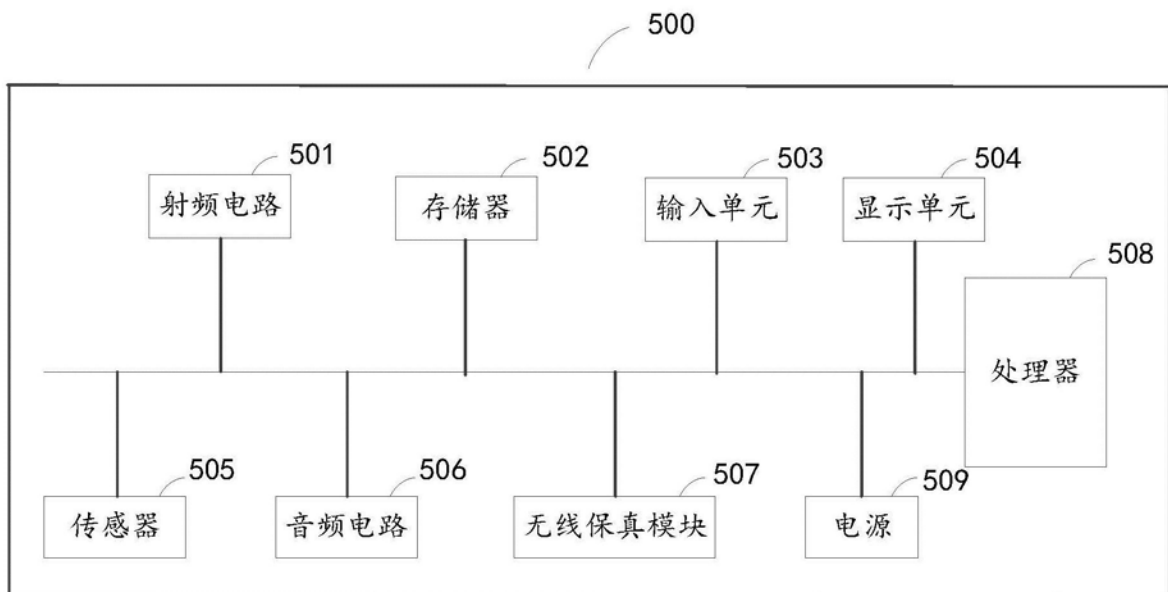 500
501
射频电路
502
存储器
503
输入单元
504
显示单元
508
处理器
505
传感器
506
音频电路
507
无线保真模块
509
电源